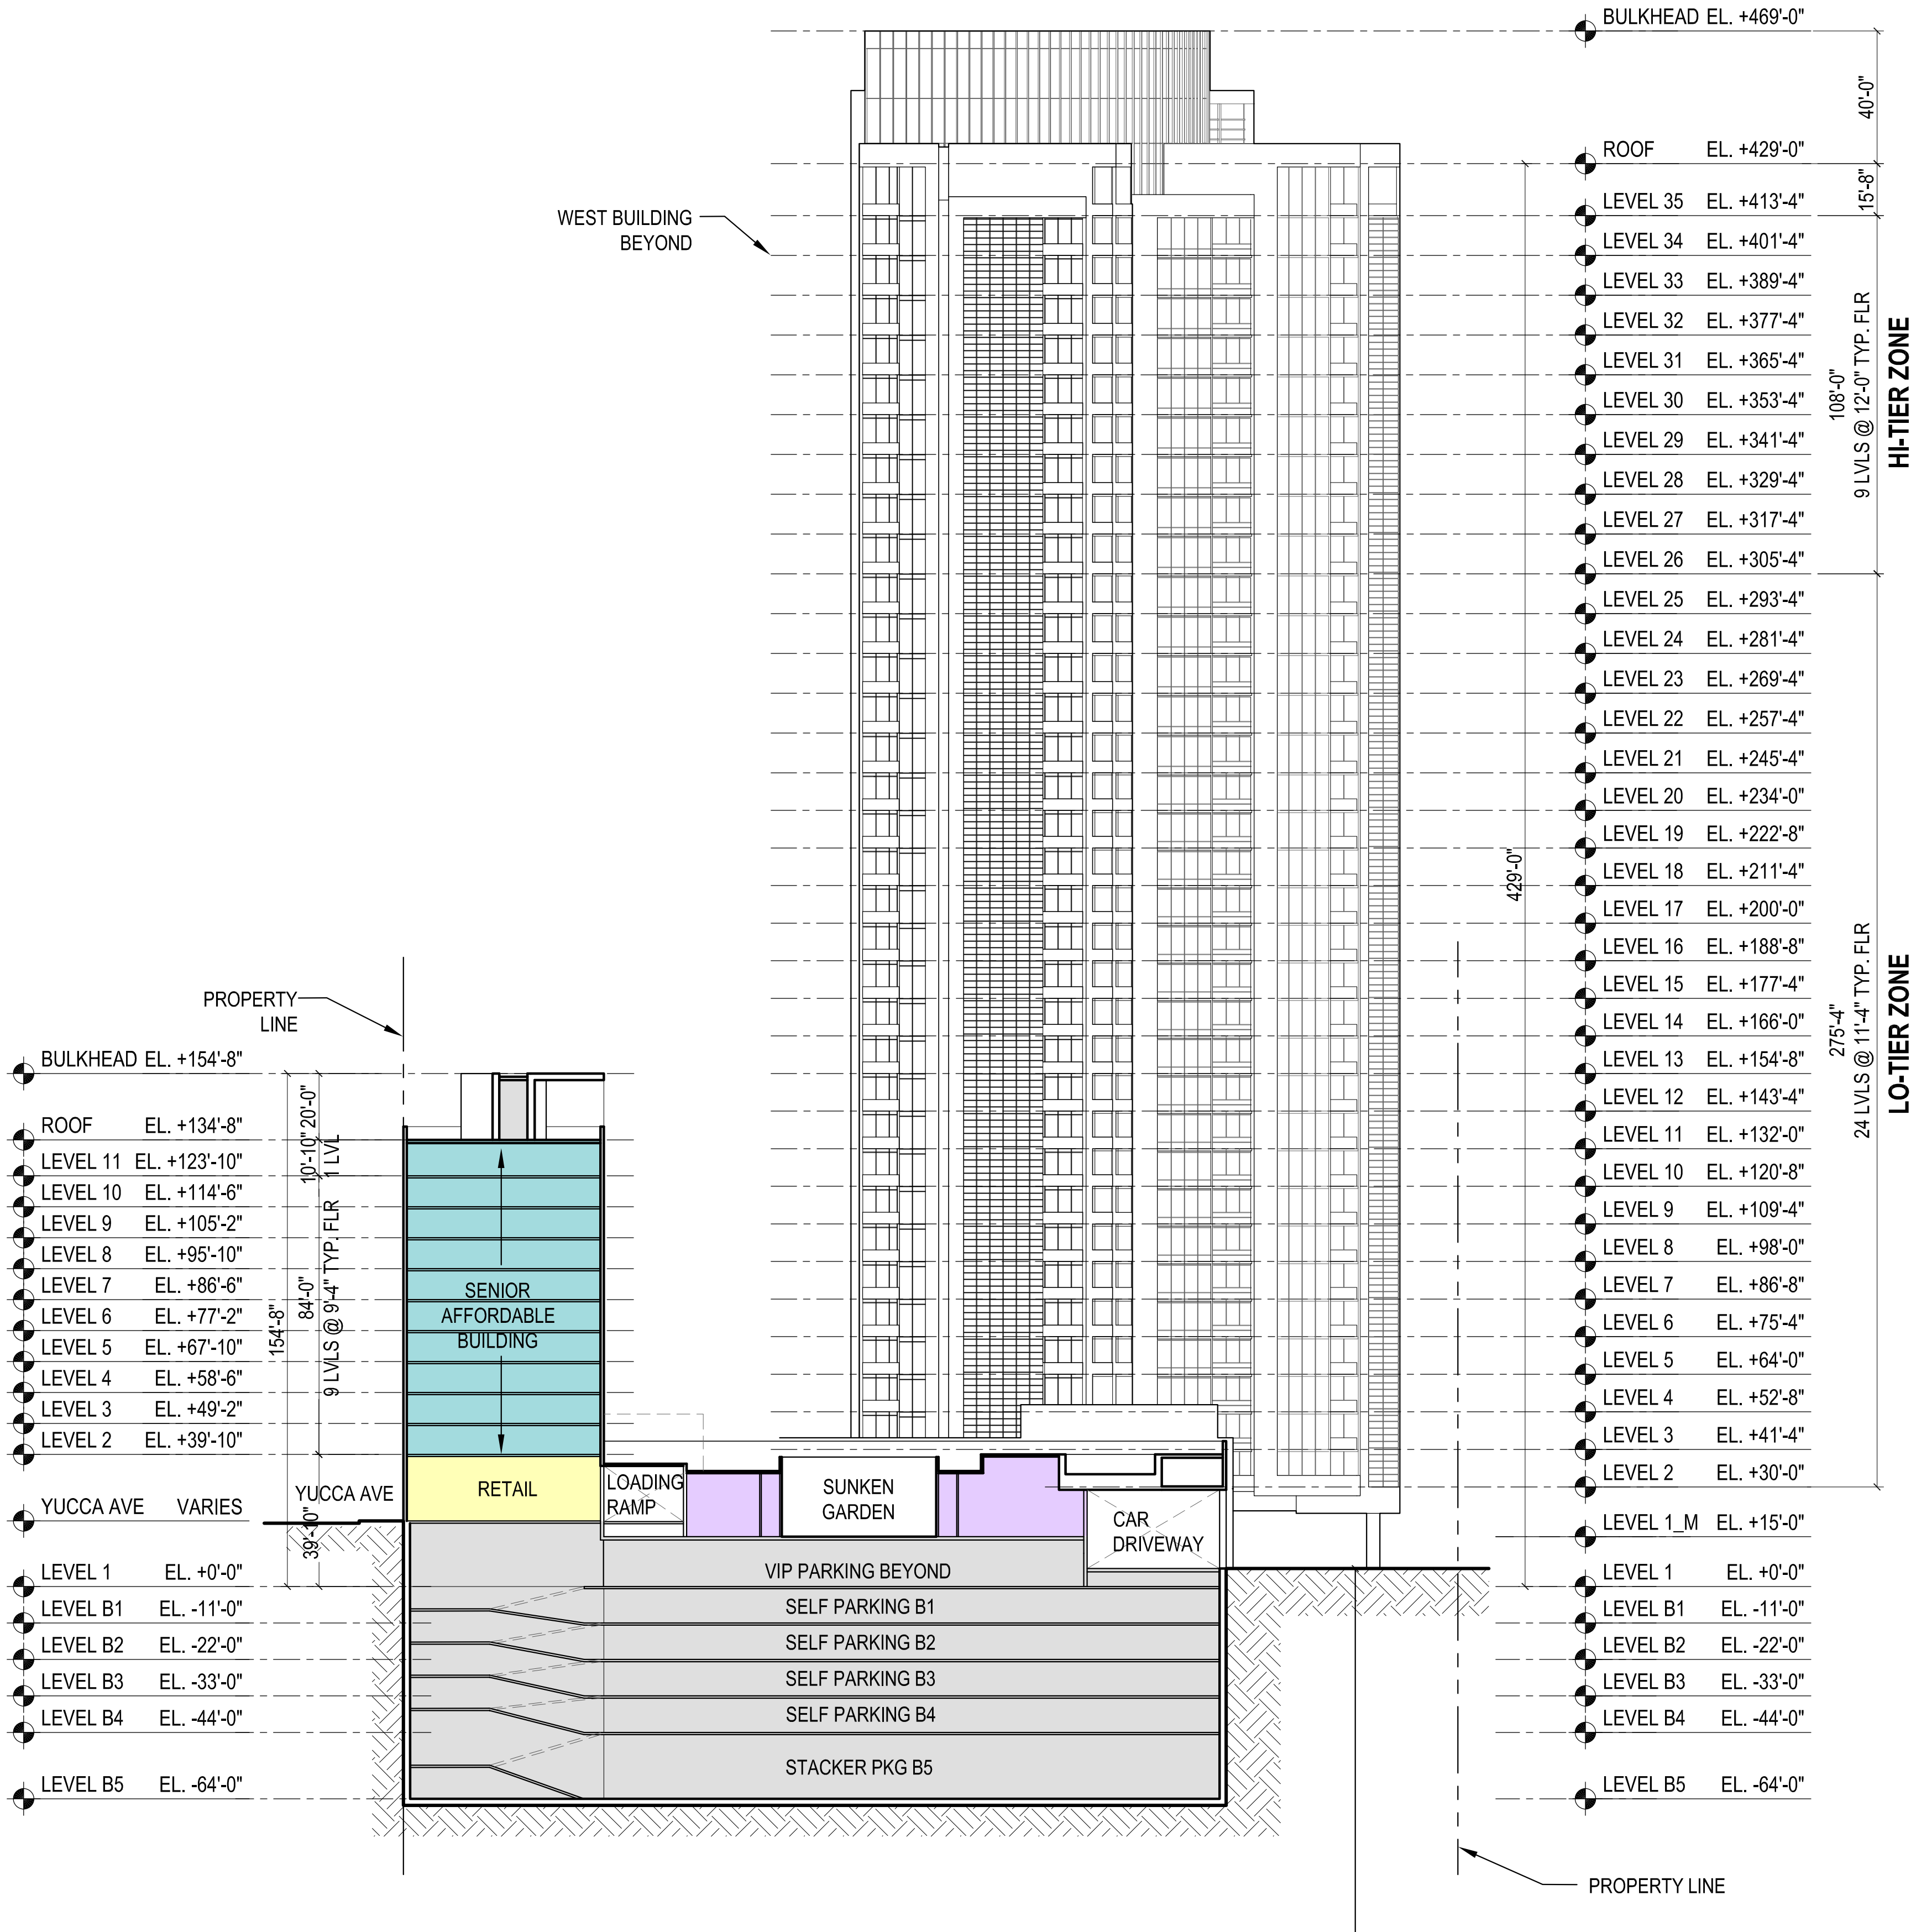 BULKHEAD EL. +469'-0"
40'-0"
ROOF EL. +429'-0"
15'-8"
LEVEL 35 EL. +413'-4"
LEVEL 34 EL. +401'-4"
LEVEL 33 EL. +389'-4"
LEVEL 32 EL. +377'-4"
LEVEL 31 EL. +365'-4"
LEVEL 30 EL. +353'-4"
LEVEL 29 EL. +341'-4"
LEVEL 28 EL. +329'-4"
LEVEL 27 EL. +317'-4"
LEVEL 26 EL. +305'-4"
108'-0"
9 LVLS @ 12'-0" TYP. FLR
HI-TIER ZONE
LEVEL 25 EL. +293'-4"
LEVEL 24 EL. +281'-4"
LEVEL 23 EL. +269'-4"
LEVEL 22 EL. +257'-4"
LEVEL 21 EL. +245'-4"
LEVEL 20 EL. +234'-0"
LEVEL 19 EL. +222'-8"
LEVEL 18 EL. +211'-4"
LEVEL 17 EL. +200'-0"
LEVEL 16 EL. +188'-8"
LEVEL 15 EL. +177'-4"
LEVEL 14 EL. +166'-0"
LEVEL 13 EL. +154'-8"
LEVEL 12 EL. +143'-4"
LEVEL 11 EL. +132'-0"
LEVEL 10 EL. +120'-8"
LEVEL 9 EL. +109'-4"
LEVEL 8 EL. +98'-0"
LEVEL 7 EL. +86'-8"
LEVEL 6 EL. +75'-4"
LEVEL 5 EL. +64'-0"
LEVEL 4 EL. +52'-8"
LEVEL 3 EL. +41'-4"
LEVEL 2 EL. +30'-0"
275'-4"
24 LVLS @ 11'-4" TYP. FLR
LO-TIER ZONE
429'-0"
LEVEL 1_M EL. +15'-0"
LEVEL 1 EL. +0'-0"
LEVEL B1 EL. -11'-0"
LEVEL B2 EL. -22'-0"
LEVEL B3 EL. -33'-0"
LEVEL B4 EL. -44'-0"
LEVEL B5 EL. -64'-0"
PROPERTY LINE
WEST BUILDING
BEYOND
PROPERTY
LINE
BULKHEAD EL. +154'-8"
ROOF EL. +134'-8"
LEVEL 11 EL. +123'-10"
LEVEL 10 EL. +114'-6"
LEVEL 9 EL. +105'-2"
LEVEL 8 EL. +95'-10"
LEVEL 7 EL. +86'-6"
LEVEL 6 EL. +77'-2"
LEVEL 5 EL. +67'-10"
LEVEL 4 EL. +58'-6"
LEVEL 3 EL. +49'-2"
LEVEL 2 EL. +39'-10"
YUCCA AVE VARIES
LEVEL 1 EL. +0'-0"
LEVEL B1 EL. -11'-0"
LEVEL B2 EL. -22'-0"
LEVEL B3 EL. -33'-0"
LEVEL B4 EL. -44'-0"
LEVEL B5 EL. -64'-0"
154'-8"
20'-0"
10'-10"
1 LVL
84'-0"
9 LVLS @ 9'-4" TYP. FLR
39'-10"
YUCCA AVE
SENIOR
AFFORDABLE
BUILDING
RETAIL
LOADING
RAMP
SUNKEN
GARDEN
CAR
DRIVEWAY
VIP PARKING BEYOND
SELF PARKING B1
SELF PARKING B2
SELF PARKING B3
SELF PARKING B4
STACKER PKG B5